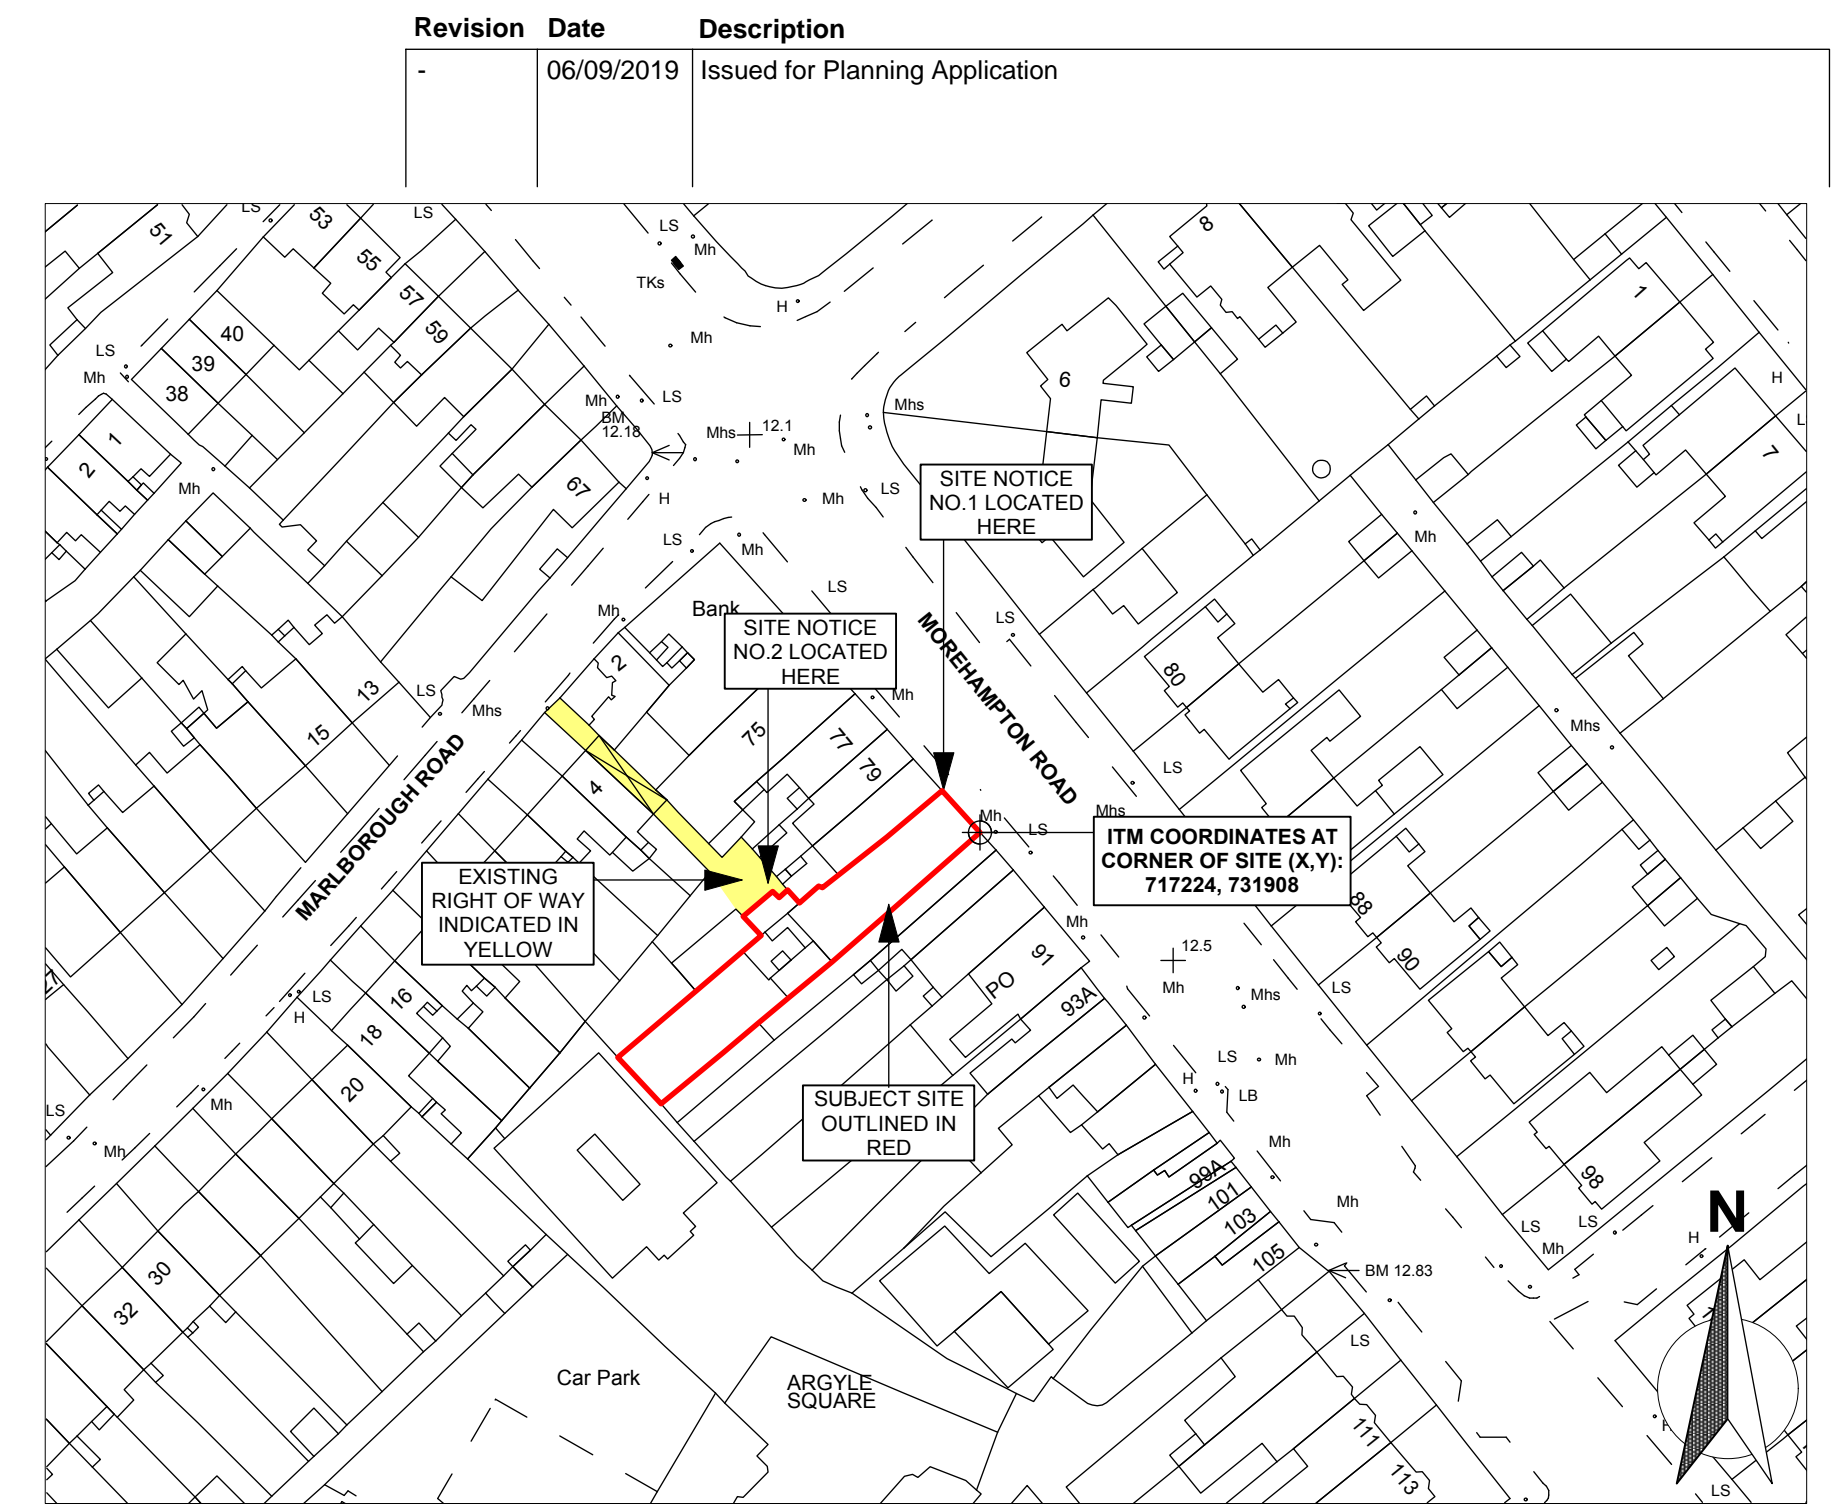 Revision Date Description
- 06/09/2019 Issued for Planning Application
51
LS
53
LS
55
57
59
LS
Mh
TKs
H
Mh
8
1
H
7
40
39
38
LS
Mh
1
2
Mh
Mh
LS
BM
12.18
Mhs
12.1
Mh
Mhs
6
67
H
Mh
LS
LS
Mh
SITE NOTICE
NO.1 LOCATED
HERE
Mh
LS
Bank
Mh
2
SITE NOTICE
NO.2 LOCATED
HERE
Mh
LS
MOREHAMPTON ROAD
80
Mhs
13
15
LS
Mhs
MARLBOROUGH ROAD
75
77
79
4
LS
Mh
LS
Mhs
ITM COORDINATES AT
CORNER OF SITE (X,Y):
717224, 731908
EXISTING
RIGHT OF WAY
INDICATED IN
YELLOW
88
90
Mh
12.5
Mh
Mhs
LS
91
PO
93A
27
LS
H
16
18
20
LS
Mh
Mh
SUBJECT SITE
OUTLINED IN
RED
LS
Mh
H
LB
Mh
99A
101
103
105
Mh
98
LS
LS
Mh
H
N
BM 12.83
30
32
Car Park
ARGYLE
SQUARE
LS
111
113
LS